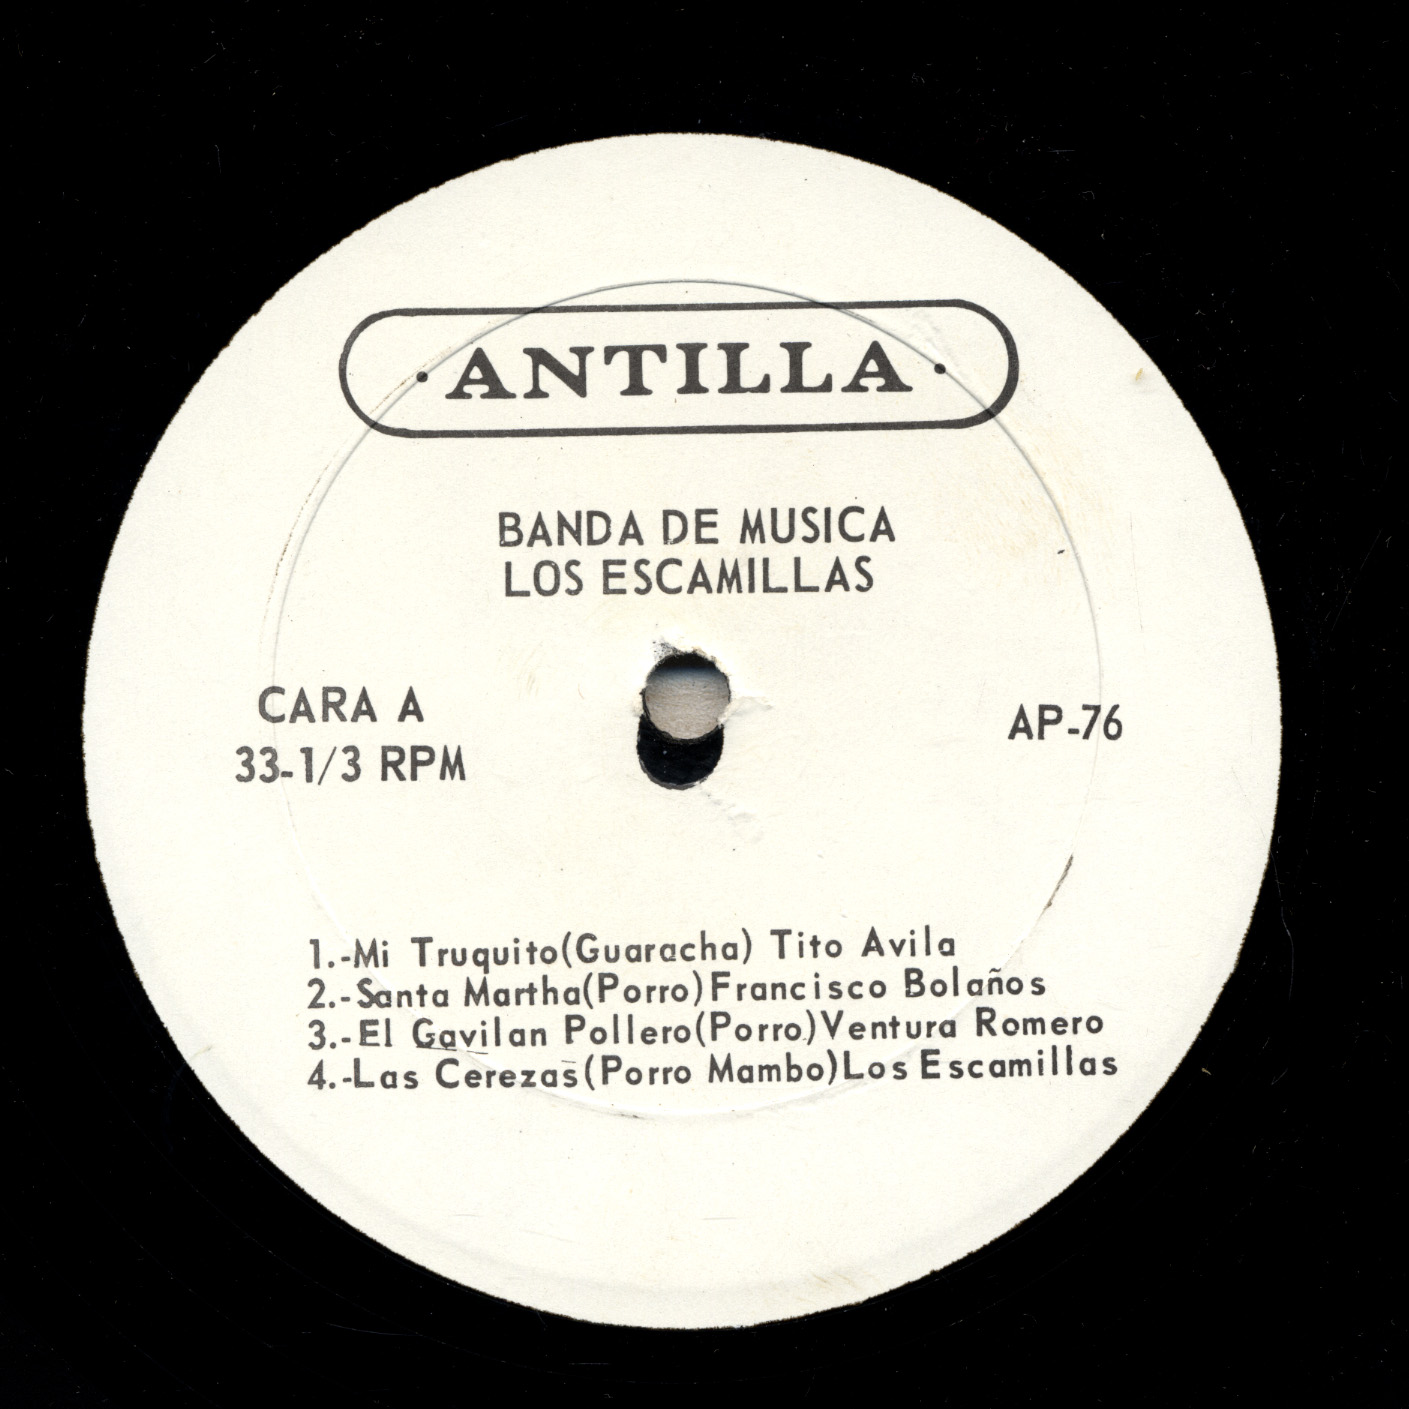 · ANTILLA ·
BANDA DE MUSICA
LOS ESCAMILLAS
CARA A
33-1/3 RPM
AP-76
1.-Mi Truquito(Guaracha) Tito Avila
2.-Santa Martha(Porro)Francisco Bolaños
3.-El Gavilan Pollero(Porro)Ventura Romero
4.-Las Cerezas(Porro Mambo)Los Escamillas